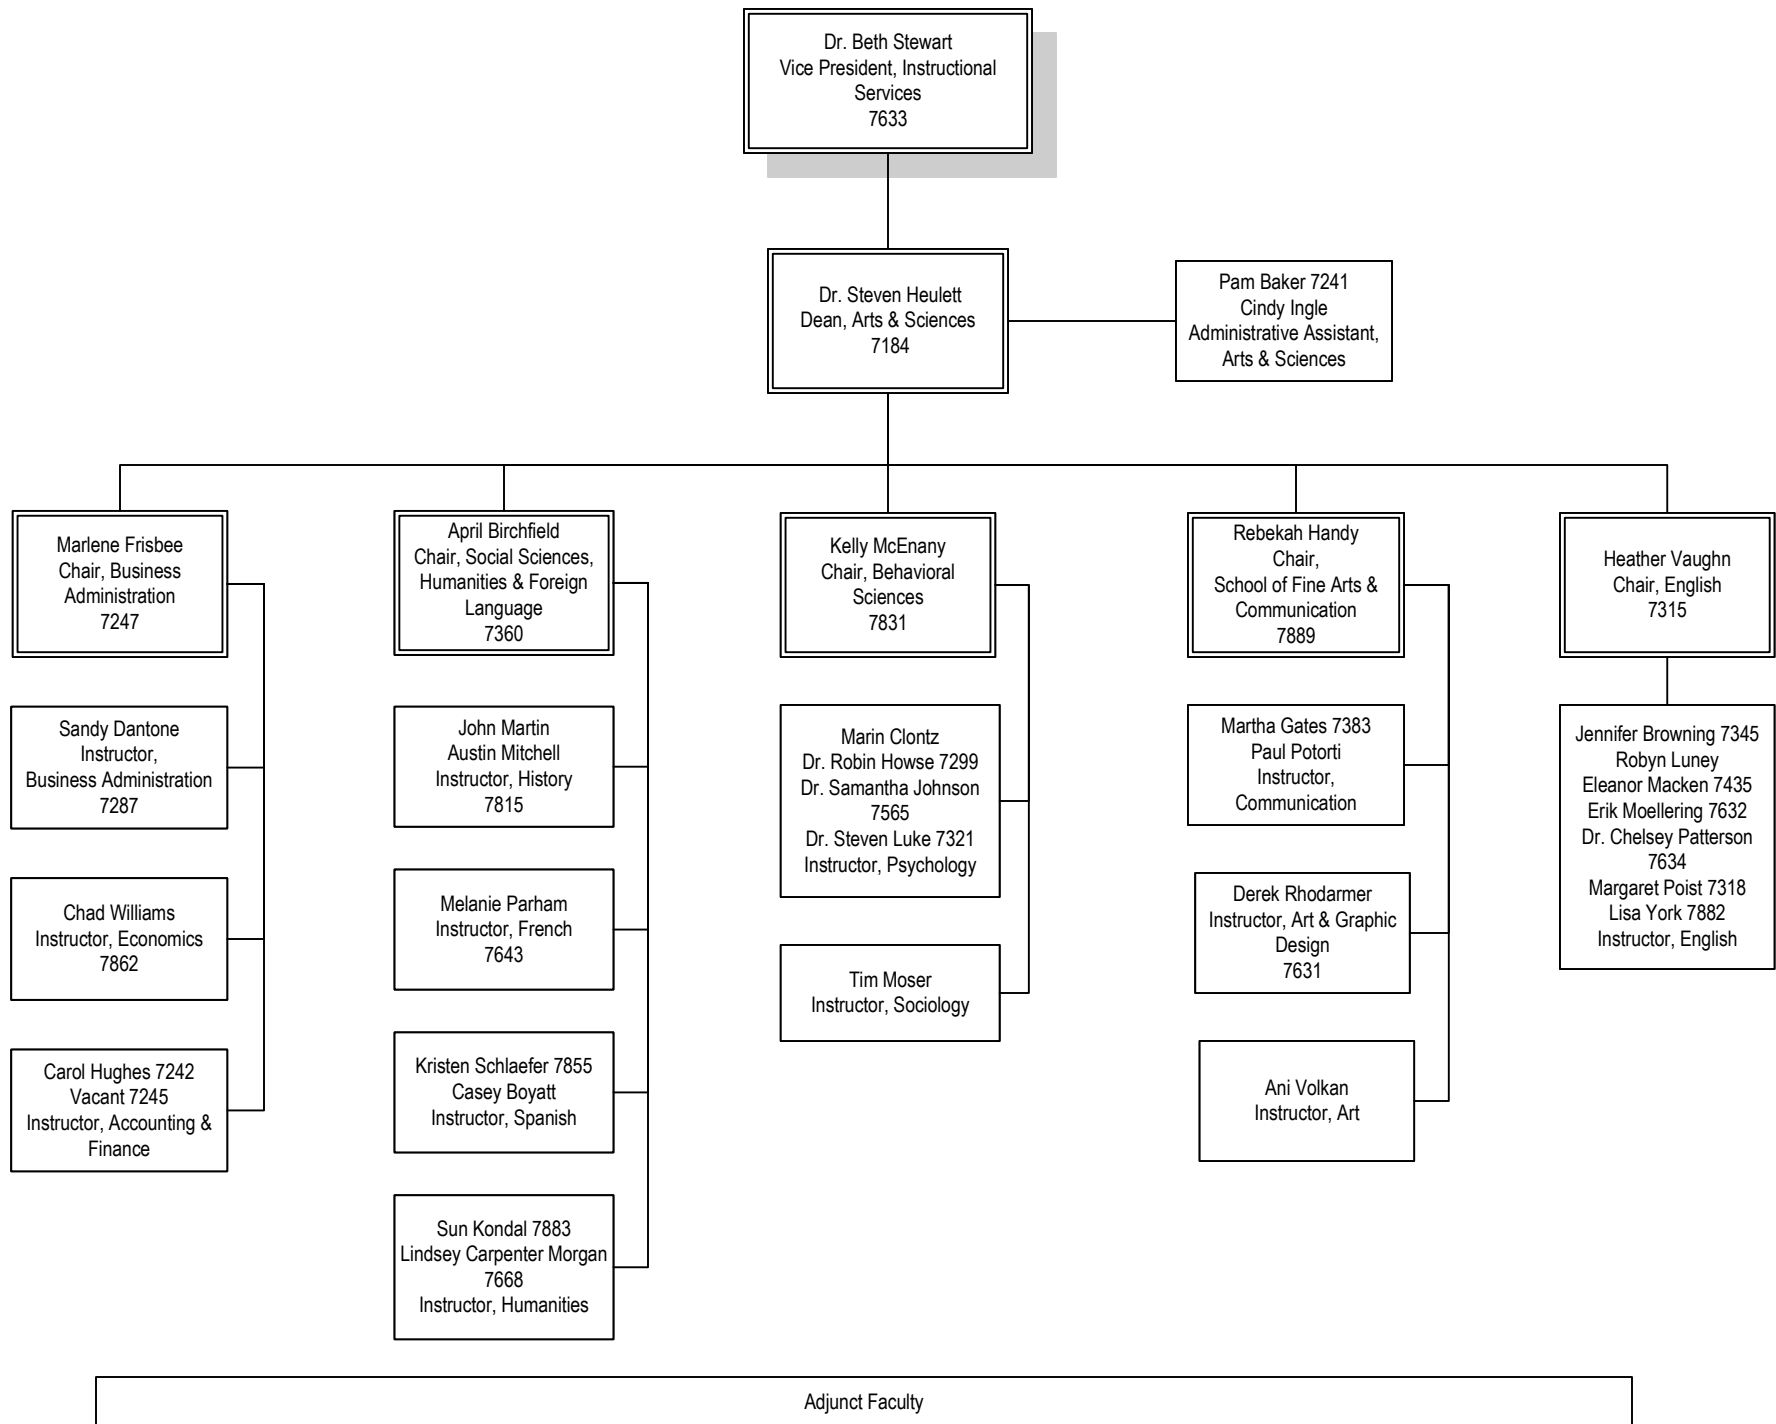 Dr. Beth Stewart
Vice President, Instructional
Services
7633
Dr. Steven Heulett
Dean, Arts & Sciences
7184
Pam Baker 7241
Cindy Ingle
Administrative Assistant,
Arts & Sciences
Marlene Frisbee
Chair, Business
Administration
7247
Sandy Dantone
Instructor,
Business Administration
7287
Chad Williams
Instructor, Economics
7862
Carol Hughes 7242
Vacant 7245
Instructor, Accounting &
Finance
April Birchfield
Chair, Social Sciences,
Humanities & Foreign
Language
7360
John Martin
Austin Mitchell
Instructor, History
7815
Melanie Parham
Instructor, French
7643
Kristen Schlaefer 7855
Casey Boyatt
Instructor, Spanish
Sun Kondal 7883
Lindsey Carpenter Morgan
7668
Instructor, Humanities
Kelly McEnany
Chair, Behavioral
Sciences
7831
Marin Clontz
Dr. Robin Howse 7299
Dr. Samantha Johnson
7565
Dr. Steven Luke 7321
Instructor, Psychology
Tim Moser
Instructor, Sociology
Rebekah Handy
Chair,
School of Fine Arts &
Communication
7889
Martha Gates 7383
Paul Potorti
Instructor,
Communication
Derek Rhodarmer
Instructor, Art & Graphic
Design
7631
Ani Volkan
Instructor, Art
Heather Vaughn
Chair, English
7315
Jennifer Browning 7345
Robyn Luney
Eleanor Macken 7435
Erik Moellering 7632
Dr. Chelsey Patterson
7634
Margaret Poist 7318
Lisa York 7882
Instructor, English
Adjunct Faculty